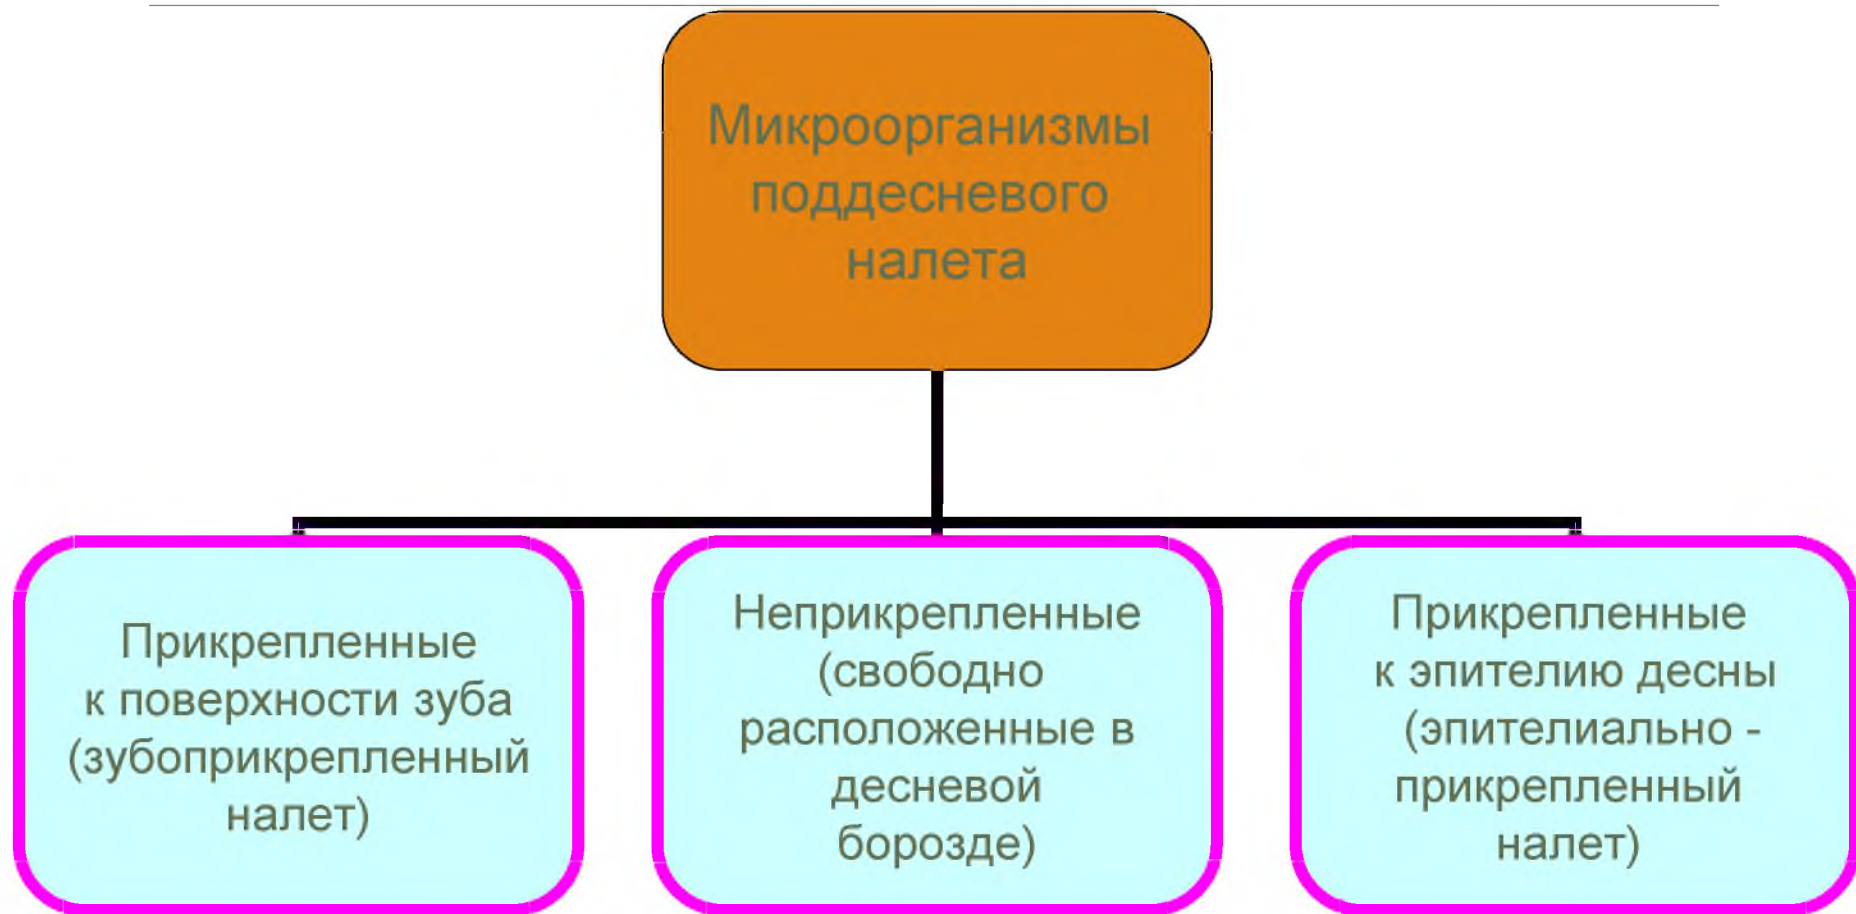 Микроорганизмы
поддесневого
налета
Прикрепленные
к поверхности зуба
(зубоприкрепленный
налет)
Неприкрепленные
(свободно
расположенные в
десневой
борозде)
Прикрепленные
к эпителию десны
(эпителиально -
прикрепленный
налет)